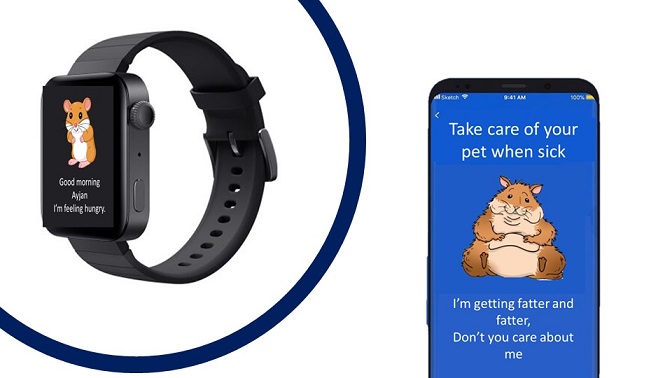 Good morning
Ayjan
I'm feeling hungry.
Sketch 9:41 AM 100%
Take care of your
pet when sick
I'm getting fatter and
fatter,
Don't you care about
me